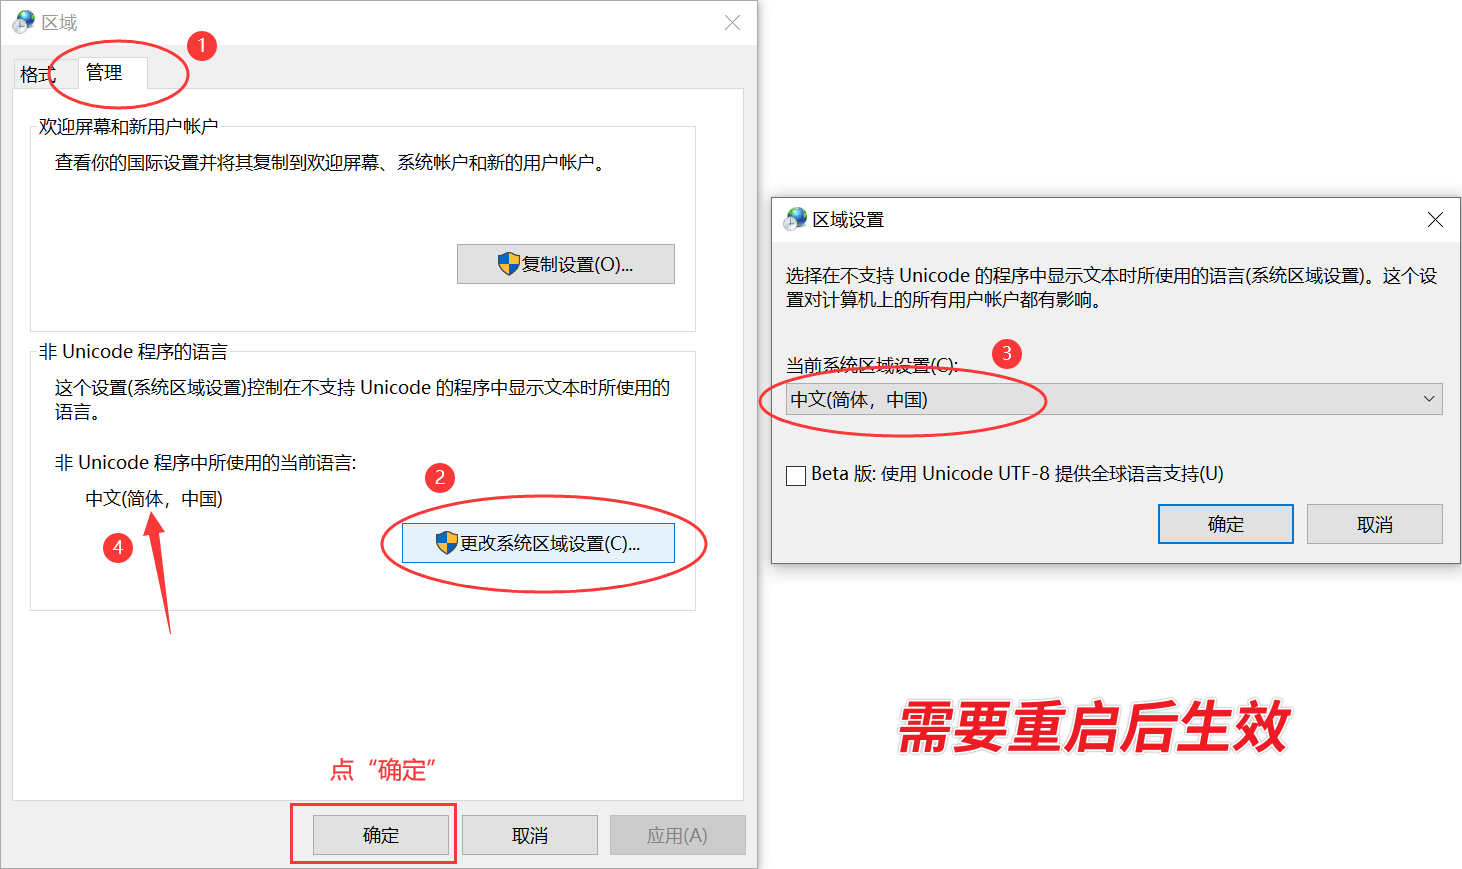 区域
1
格式
管理
欢迎屏幕和新用户帐户
查看你的国际设置并将其复制到欢迎屏幕、系统帐户和新的用户帐户。
复制设置(O)...
非 Unicode 程序的语言
这个设置(系统区域设置)控制在不支持 Unicode 的程序中显示文本时所使用的
语言。
非 Unicode 程序中所使用的当前语言:
2
中文(简体，中国)
4
更改系统区域设置(C)...
点“确定”
确定
取消
应用(A)
区域设置
选择在不支持 Unicode 的程序中显示文本时所使用的语言(系统区域设置)。这个设
置对计算机上的所有用户帐户都有影响。
3
当前系统区域设置(C):
中文(简体，中国)
Beta 版: 使用 Unicode UTF-8 提供全球语言支持(U)
确定
取消
需要重启后生效